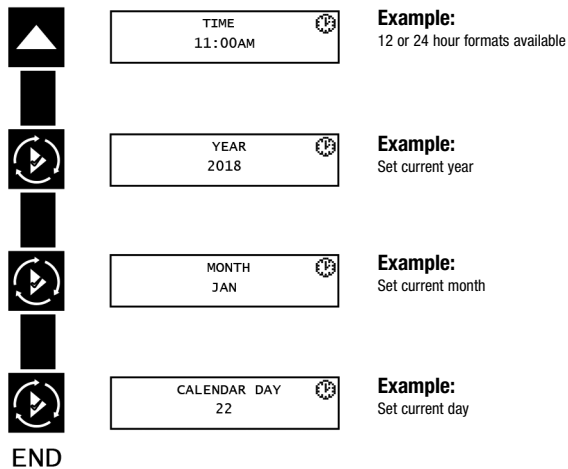 TIME
11:00AM
Example:
12 or 24 hour formats available
YEAR
2018
Example:
Set current year
MONTH
JAN
Example:
Set current month
CALENDAR DAY
22
Example:
Set current day
END